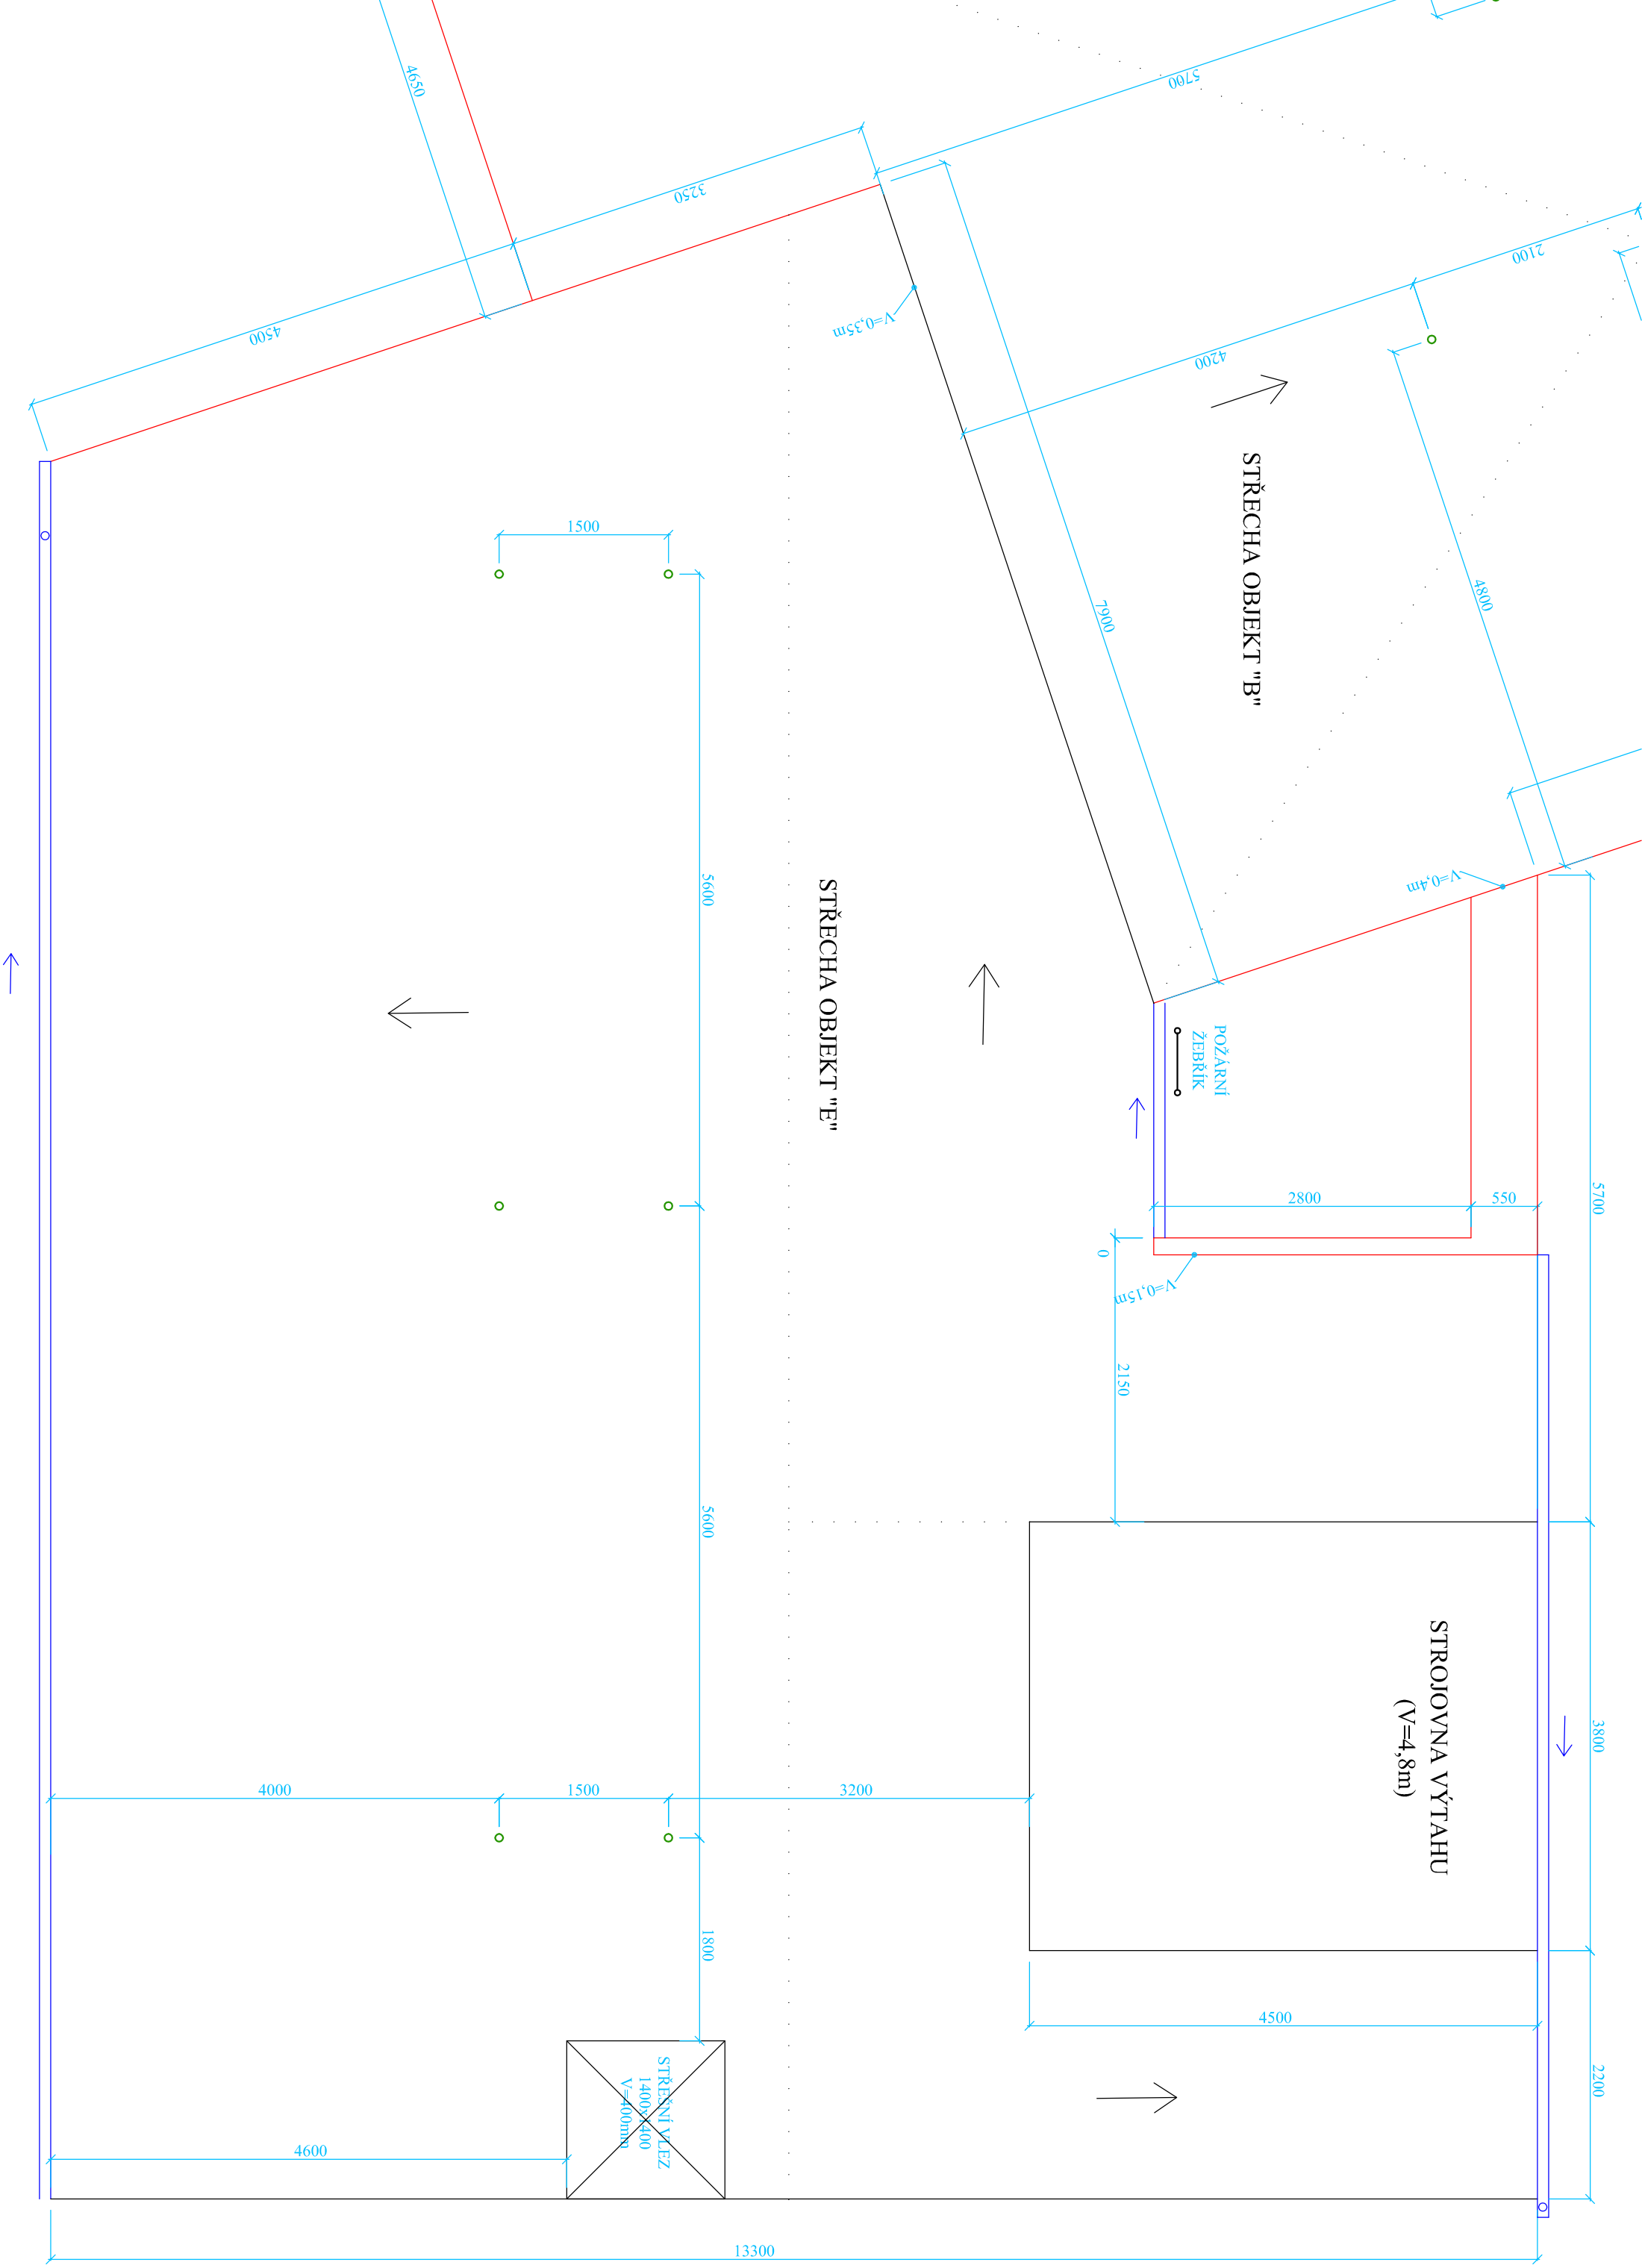 4650
5700
3250
2100
4500
V=0,35m
4200
STŘECHA OBJEKT "B"
1500
7900
4800
5600
V=0,4m
STŘECHA OBJEKT "E"
POŽÁRNÍ
ŽEBŘÍK
2800
550
5700
0
V=0,15m
2150
5600
STROJOVNA VÝTAHU
(V=4,8m)
3800
4000
1500
3200
1800
4500
2200
STŘEŠNÍ VLEZ
1400x1400
V=400mm
4600
13300